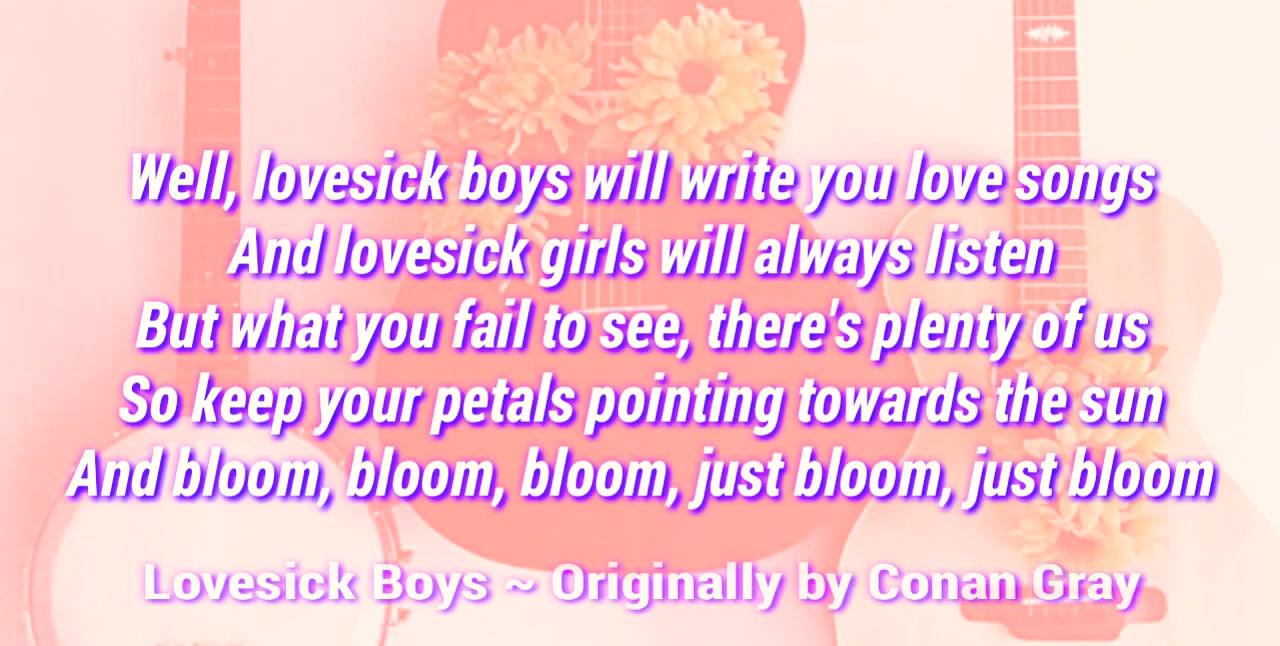 Well, lovesick boys will write you love songs
And lovesick girls will always listen
But what you fail to see, there's plenty of us
So keep your petals pointing towards the sun
And bloom, bloom, bloom, just bloom, just bloom
Lovesick Boys ~ Originally by Conan Gray